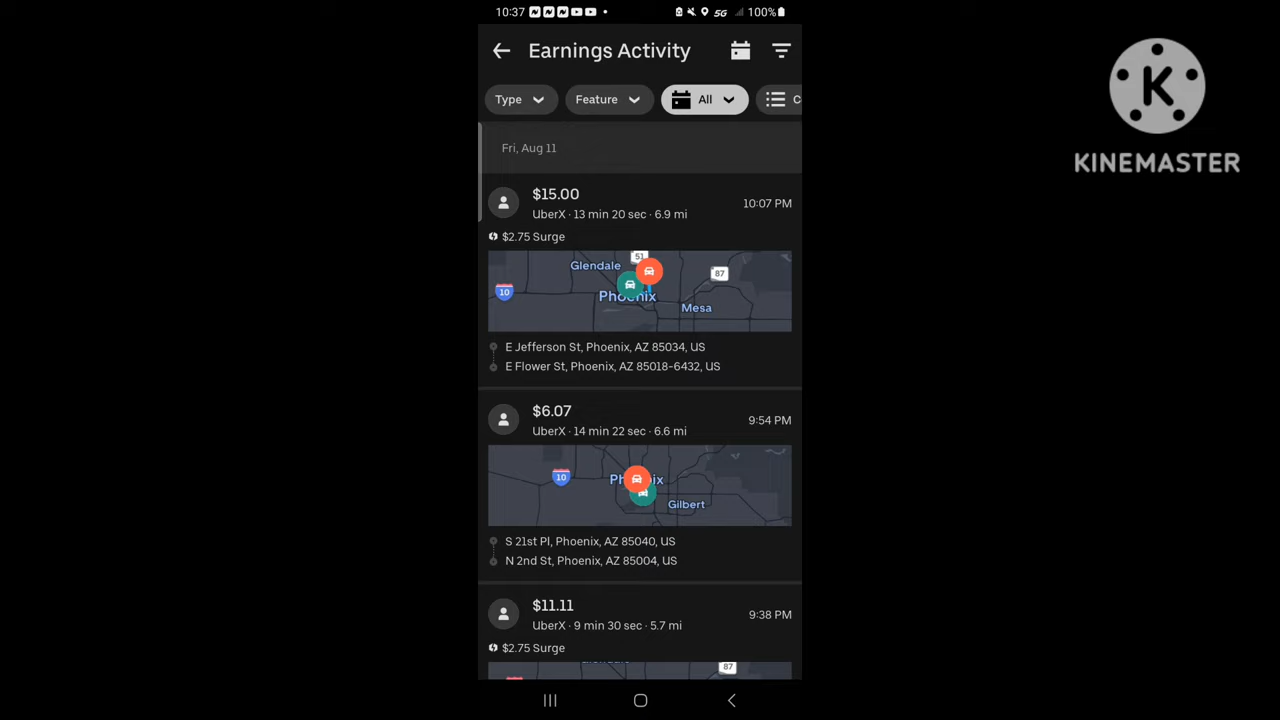 10:37
5G
100%
Earnings Activity
Type
Feature
All
C
Fri, Aug 11
$15.00
10:07 PM
UberX · 13 min 20 sec · 6.9 mi
$2.75 Surge
51
Glendale
87
10
Phoenix
Mesa
E Jefferson St, Phoenix, AZ 85034, US
E Flower St, Phoenix, AZ 85018-6432, US
$6.07
9:54 PM
UberX · 14 min 22 sec · 6.6 mi
10
Phoenix
Gilbert
S 21st Pl, Phoenix, AZ 85040, US
N 2nd St, Phoenix, AZ 85004, US
$11.11
9:38 PM
UberX · 9 min 30 sec · 5.7 mi
$2.75 Surge
87
K
KINEMASTER